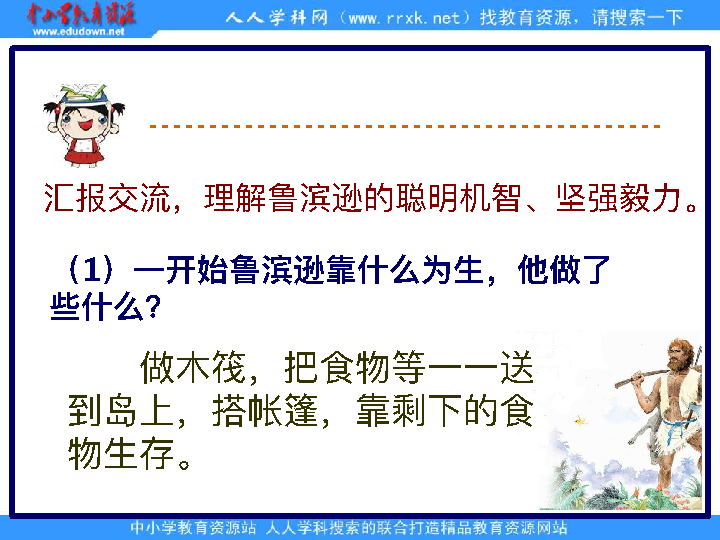 中小学教育资源
www.edudown.net
人人学科网（www.rrxk.net）找教育资源，请搜索一下
汇报交流，理解鲁滨逊的聪明机智、坚强毅力。
（1）一开始鲁滨逊靠什么为生，他做了
些什么？
做木筏，把食物等一一送
到岛上，搭帐篷，靠剩下的食
物生存。
中小学教育资源站 人人学科搜索的联合打造精品教育资源网站